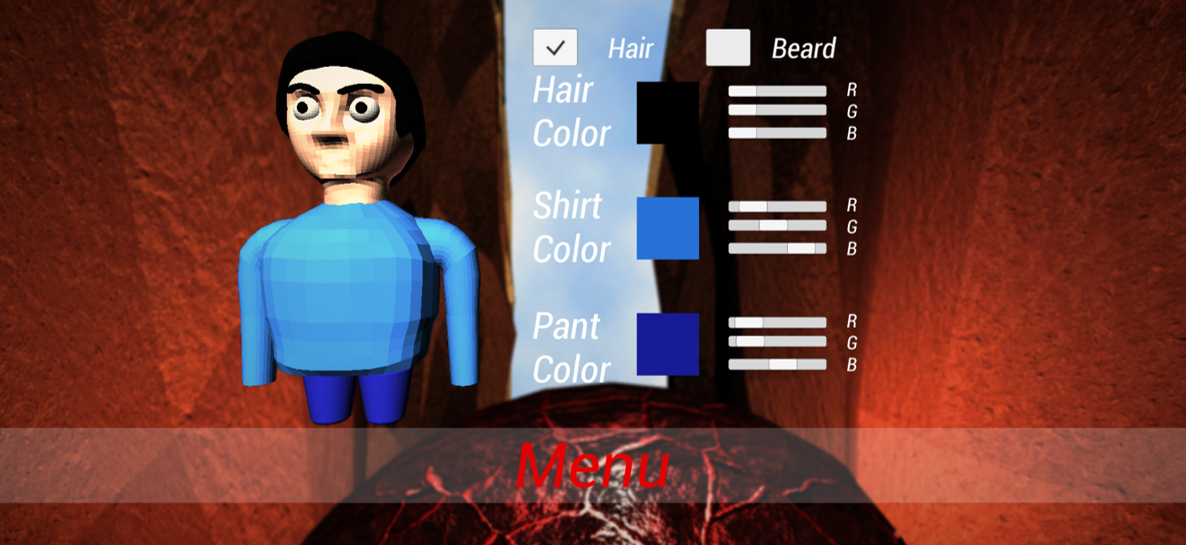 Hair
Beard
Hair
Color
R
G
B
Shirt
Color
R
G
B
Pant
Color
R
G
B
Menu